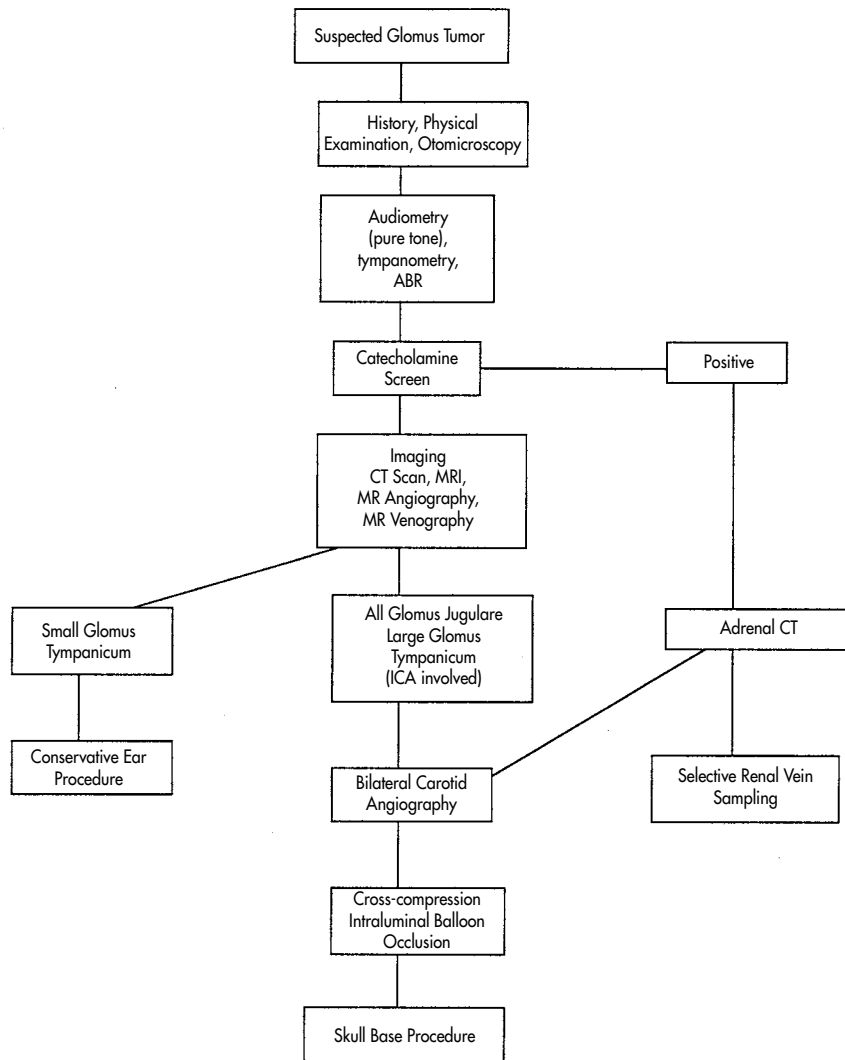 Suspected Glomus Tumor
History, Physical
Examination, Otomicroscopy
Audiometry
(pure tone),
tympanometry,
ABR
Catecholamine
Screen
Positive
Imaging
CT Scan, MRI,
MR Angiography,
MR Venography
Small Glomus
Tympanicum
All Glomus Jugulare
Large Glomus
Tympanicum
(ICA involved)
Adrenal CT
Conservative Ear
Procedure
Bilateral Carotid
Angiography
Selective Renal Vein
Sampling
Cross-compression
Intraluminal Balloon
Occlusion
Skull Base Procedure